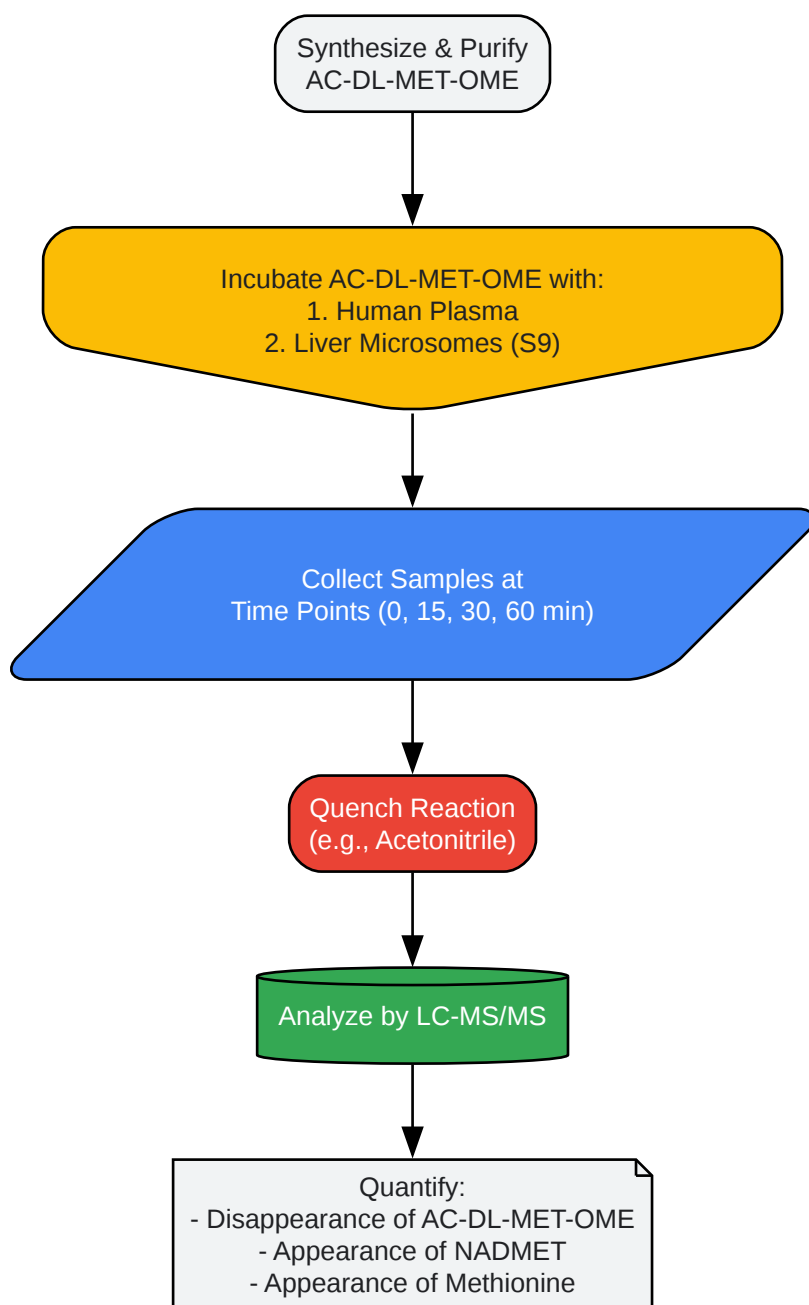 Synthesize & Purify
AC-DL-MET-OME
Incubate AC-DL-MET-OME with:
1. Human Plasma
2. Liver Microsomes (S9)
Collect Samples at
Time Points (0, 15, 30, 60 min)
Quench Reaction
(e.g., Acetonitrile)
Analyze by LC-MS/MS
Quantify:
- Disappearance of AC-DL-MET-OME
- Appearance of NADMET
- Appearance of Methionine